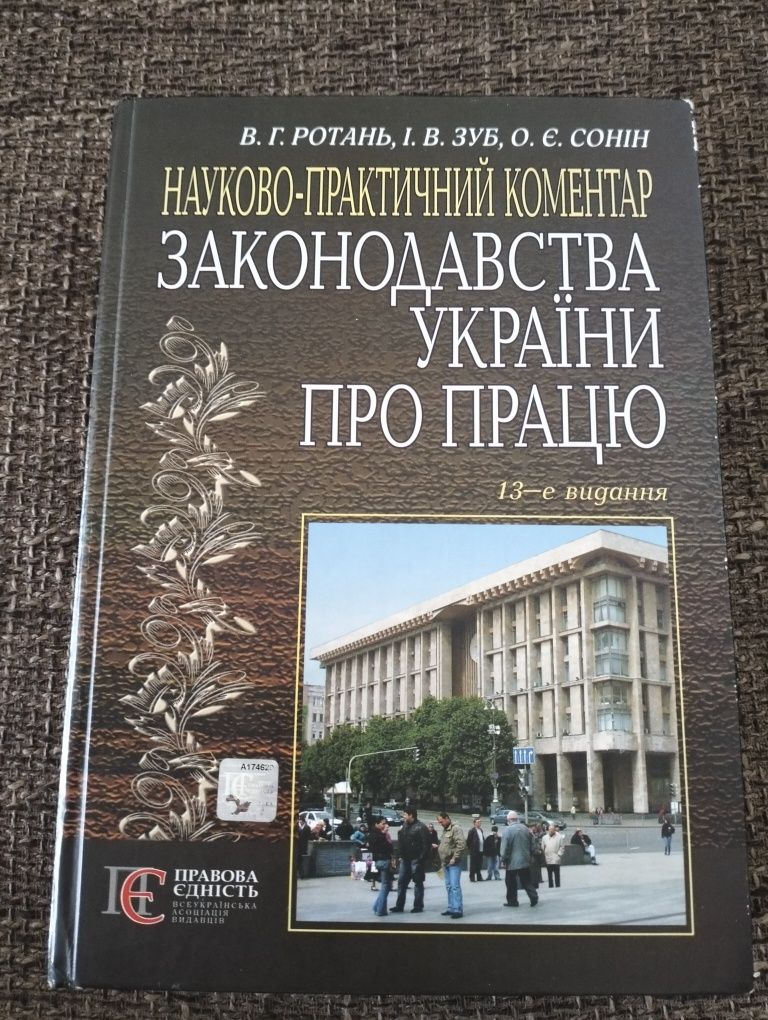 В. Г. РОТАНЬ, І. В. ЗУБ, О. Є. СОНІН
НАУКОВО-ПРАКТИЧНИЙ КОМЕНТАР
ЗАКОНОДАВСТВА
УКРАЇНИ
ПРО ПРАЦЮ
13–е видання
ПРАВОВА
ЄДНІСТЬ
ВСЕУКРАЇНСЬКА
АСОЦІАЦІЯ
ВИДАВЦІВ